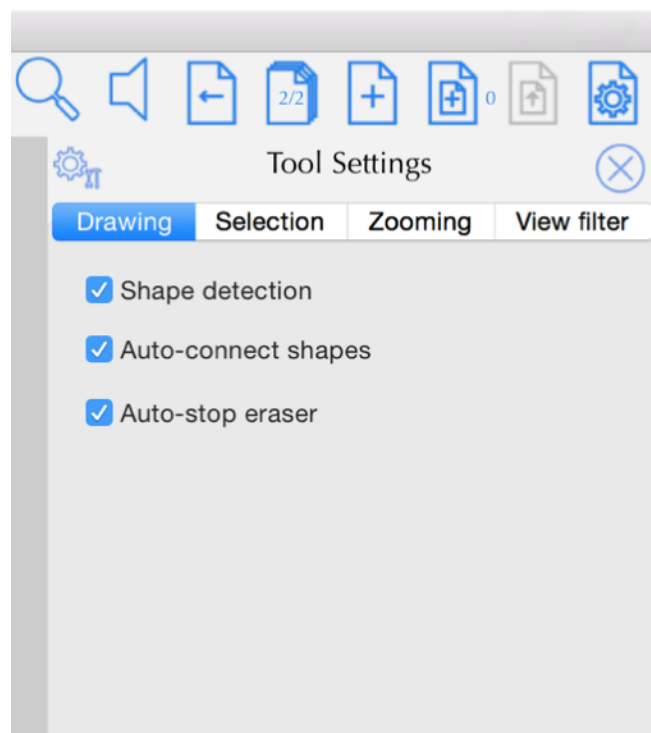 2/2 0
Tool Settings
Drawing Selection Zooming View filter
Shape detection
Auto-connect shapes
Auto-stop eraser